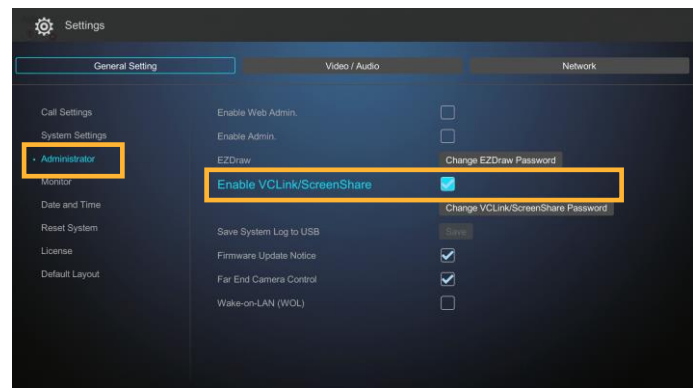 Settings
General Setting
Video / Audio
Network
Call Settings
System Settings
Administrator
Monitor
Date and Time
Reset System
License
Default Layout
Enable Web Admin.
Enable Admin.
EZDraw
Change EZDraw Password
Enable VCLink/ScreenShare
Change VCLink/ScreenShare Password
Save System Log to USB
Save
Firmware Update Notice
Far End Camera Control
Wake-on-LAN (WOL)